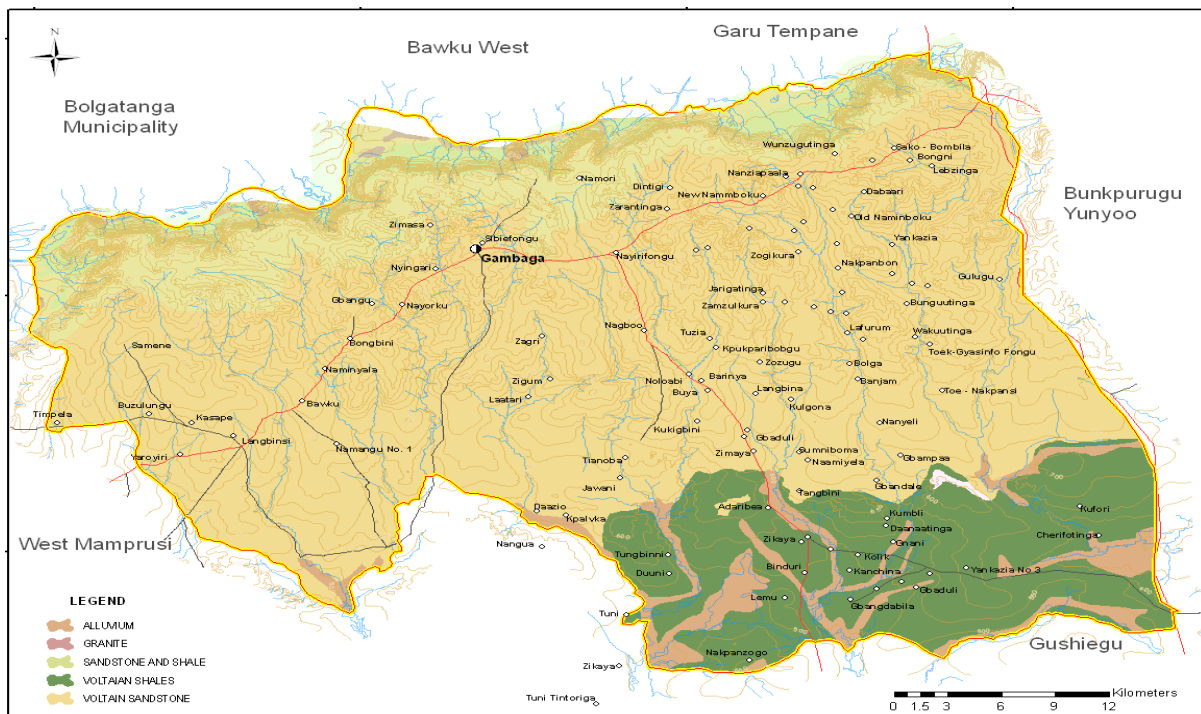 N
Bawku West
Garu Tempane
Bolgatanga
Municipality
Wunzugutinga
Sako - Bombila
Bongni
Lebzinga
Namori
Dintigi
Nanziapaala
New Nammboku
Dabaari
Bunkpurugu
Yunyoo
Zarantinga
Old Naminboku
Zimasa
Sibiefongu
Gambaga
Nayirifongu
Zogikura
Yankazia
Nyingari
Nakpanbon
Gulugu
Gbangu
Nayorku
Jarigatinga
Zamzulkura
Bunguutinga
Nagboo
Tuzia
Lafurum
Wakuutinga
Samene
Bongbini
Zagri
Kpukparibobgu
Toek-Gyasinfo Fongu
Naminyala
Zozugu
Bolga
Zigum
Noloabi
Barinya
Banjam
Laatari
Buya
Langbina
Toe - Nakpansi
Buzulungu
Bawku
Kulgona
Timpela
Kasape
Kukigbini
Nanyeli
Langbinsi
Gbaduli
Namangu No. 1
Yaroyiri
Zimaya
Sumniboma
Naamiyela
Gbampaa
Tianoba
Jawani
Gbandale
Tangbini
700
600
Daazio
Kpalvka
Adaribea
Kumbli
Kufori
Daanaatinga
West Mamprusi
Nangua
Zikaya
Gnani
Cherifotinga
Tungbinni
Kolik
Duuni
Binduri
Kanchina
Yankazia No 3
Lemu
Gbaduli
Gbangdabila
Tuni
Gushiegu
Nakpanzogo
Zikaya
Tuni Tintoriga
LEGEND
ALLUVIUM
GRANITE
SANDSTONE AND SHALE
VOLTAIAN SHALES
VOLTAIN SANDSTONE
Kilometers
0 1.5 3 6 9 12